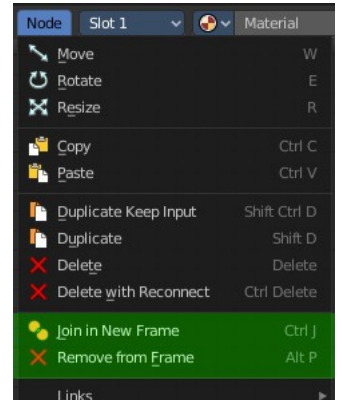 Node Slot 1 Material
Move W
Rotate E
Resize R
Copy Ctrl C
Paste Ctrl V
Duplicate Keep Input Shift Ctrl D
Duplicate Shift D
Delete Delete
Delete with Reconnect Ctrl Delete
Join in New Frame Ctrl J
Remove from Frame Alt P
Links